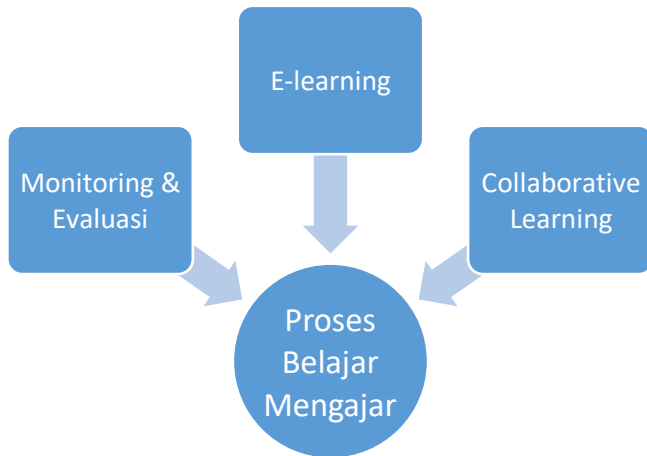 E-learning
Monitoring &
Evaluasi
Collaborative
Learning
Proses
Belajar
Mengajar